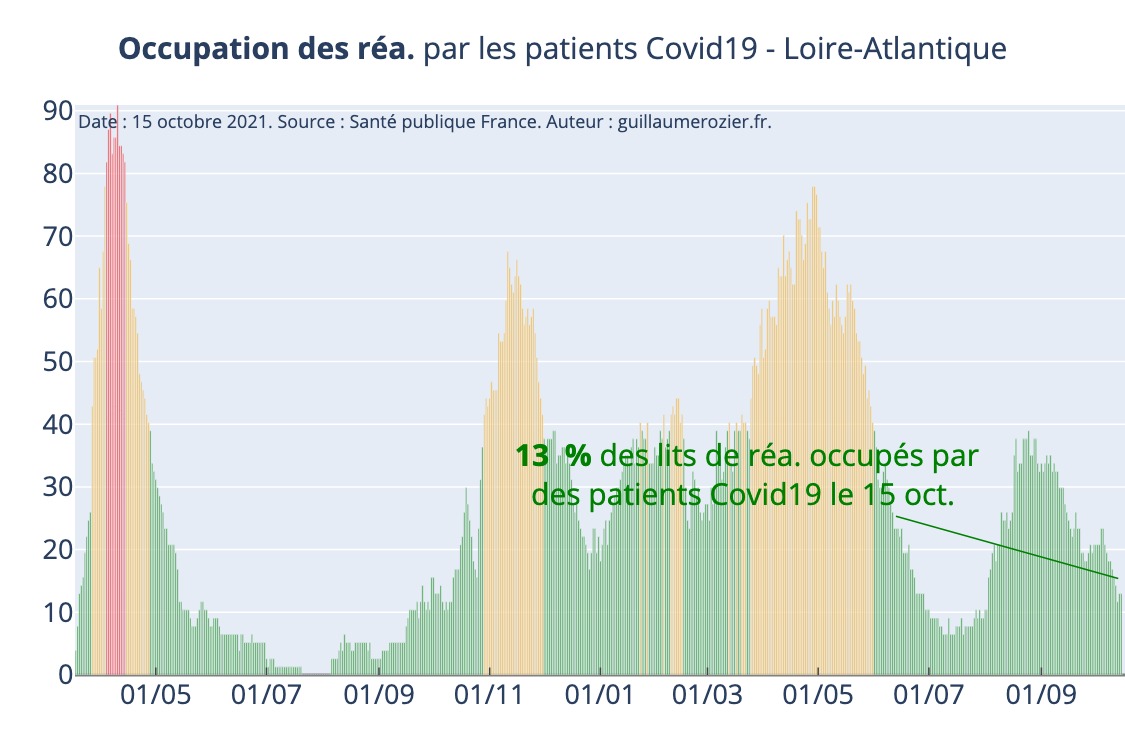 Occupation des réa. par les patients Covid19 - Loire-Atlantique
90
Date : 15 octobre 2021. Source : Santé publique France. Auteur : guillaumerozier.fr.
80
70
60
50
40
13 % des lits de réa. occupés par
des patients Covid19 le 15 oct.
30
20
10
0
01/05 01/07 01/09 01/11 01/01 01/03 01/05 01/07 01/09